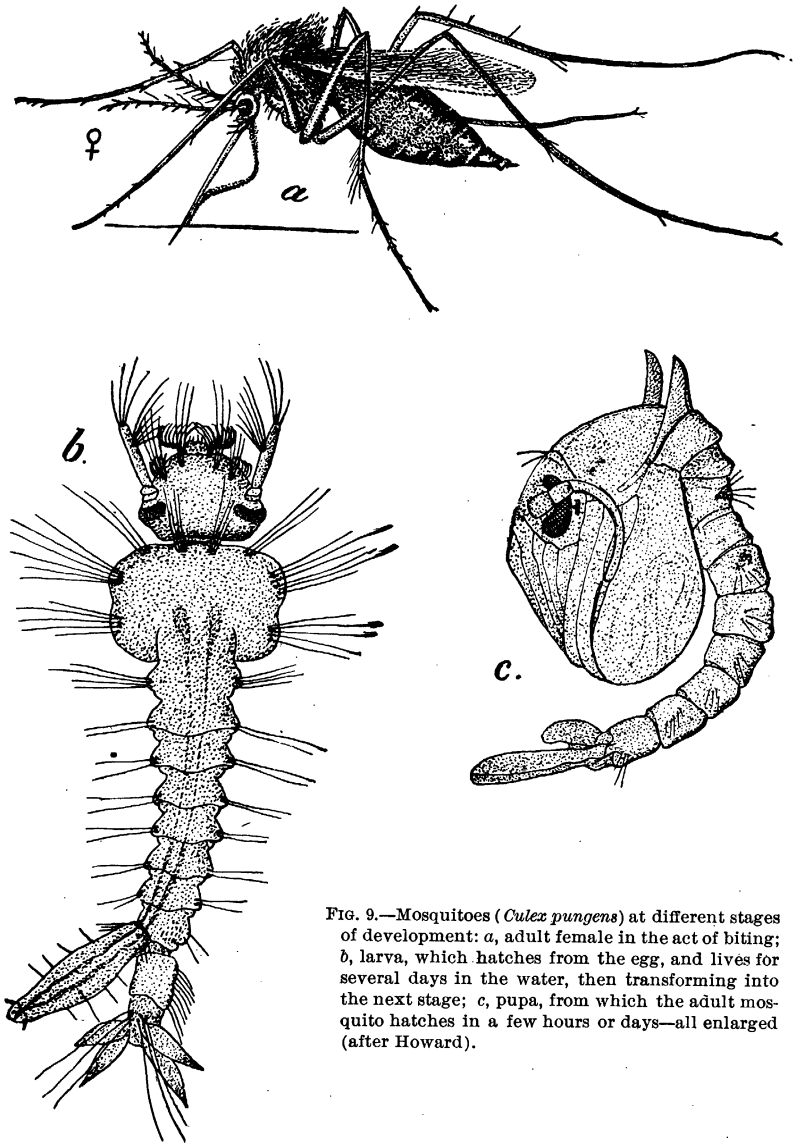 ♀
a
b.
c.
FIG. 9.—Mosquitoes (Culex pungens) at different stages
of development: a, adult female in the act of biting;
b, larva, which hatches from the egg, and lives for
several days in the water, then transforming into
the next stage; c, pupa, from which the adult mos-
quito hatches in a few hours or days—all enlarged
(after Howard).